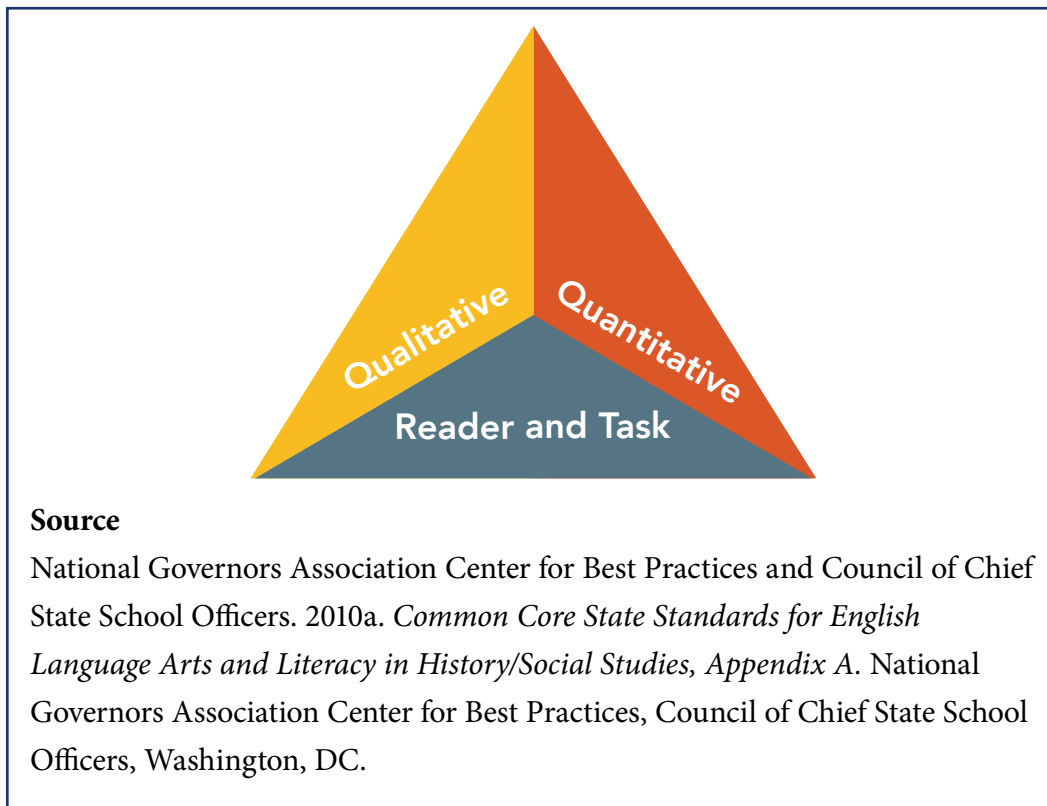 Qualitative
Quantitative
Reader and Task
Source
National Governors Association Center for Best Practices and Council of Chief
State School Officers. 2010a. Common Core State Standards for English
Language Arts and Literacy in History/Social Studies, Appendix A. National
Governors Association Center for Best Practices, Council of Chief State School
Officers, Washington, DC.